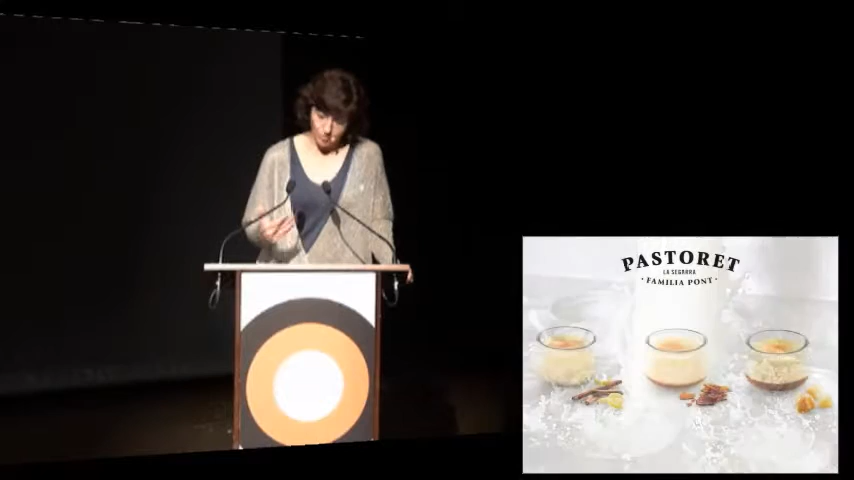 PASTORET
LA SEGARRA
· FAMILIA PONT ·